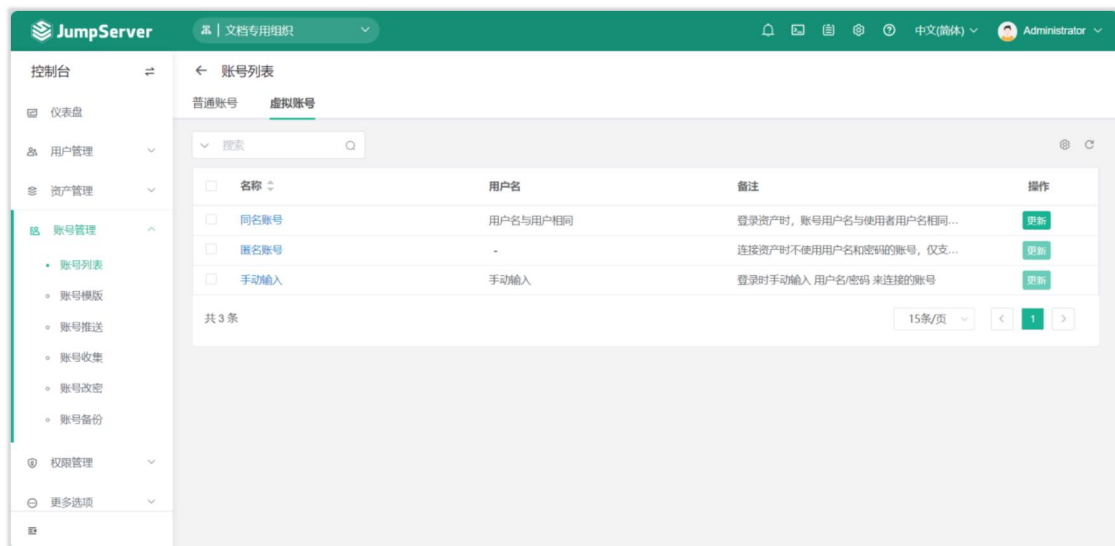 JumpServer 文档专用组织 中文(简体) Administrator
控制台
仪表盘
用户管理
资产管理
账号管理
账号列表
账号模版
账号推送
账号收集
账号改密
账号备份
权限管理
更多选项
账号列表
普通账号 虚拟账号
搜索
名称 用户名 备注 操作
同名账号 用户名与用户相同 登录资产时，账号用户名与使用者用户名相同... 更新
匿名账号 - 连接资产时不使用用户名和密码的账号，仅支... 更新
手动输入 手动输入 登录时手动输入 用户名/密码 来连接的账号 更新
共 3 条 15条/页 < 1 >